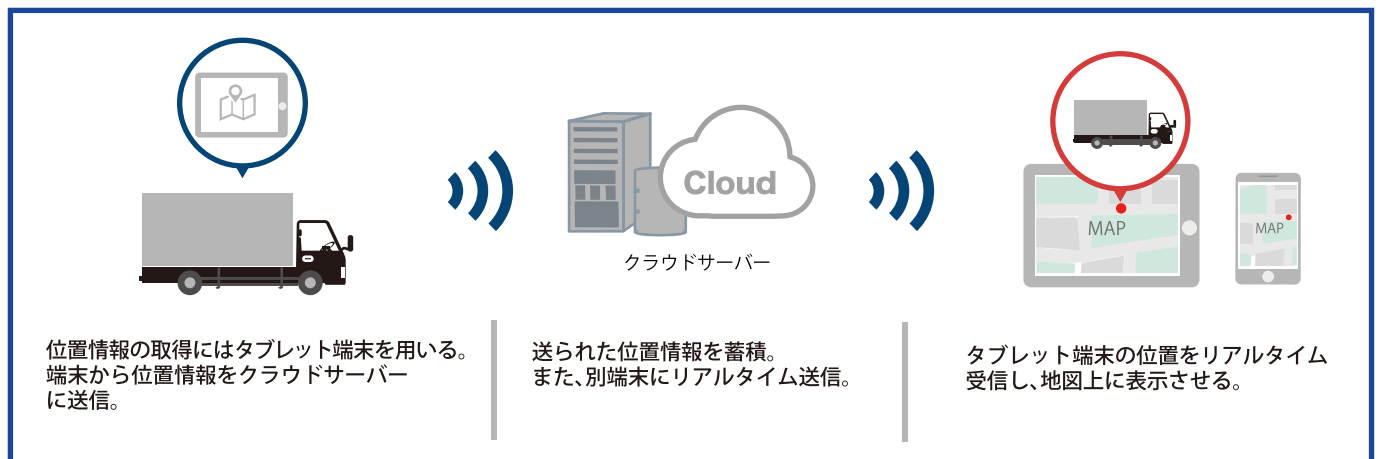 Cloud
クラウドサーバー
MAP
MAP
位置情報の取得にはタブレット端末を用いる。
端末から位置情報をクラウドサーバー
に送信。
送られた位置情報を蓄積。
また、別端末にリアルタイム送信。
タブレット端末の位置をリアルタイム
受信し、地図上に表示させる。